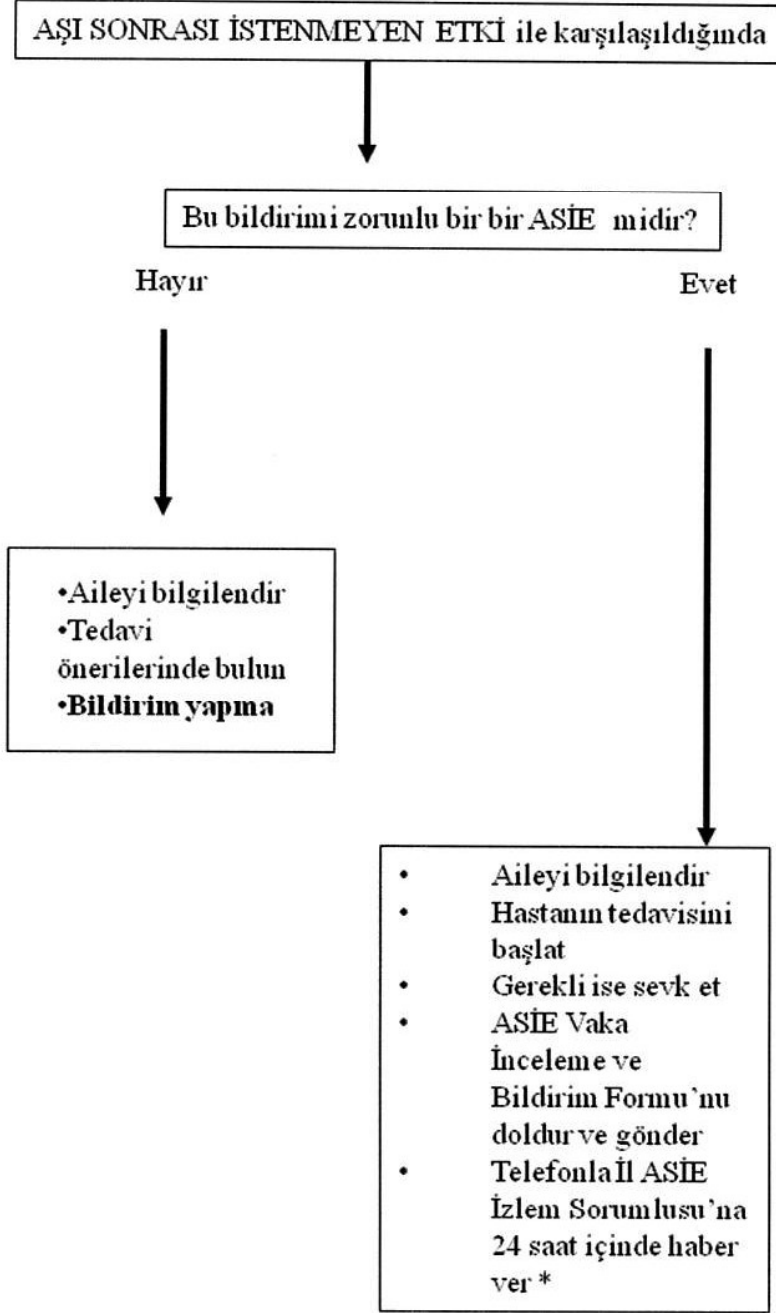 AŞI SONRASI İSTENMEYEN ETKİ ile karşılaşıldığında
Bu bildirimi zorunlu bir bir ASİE midir?
Hayır
Evet
•Aileyi bilgilendir
•Tedavi
önerilerinde bulun
•Bildirim yapma
• Aileyi bilgilendir
• Hastanın tedavisini
başlat
• Gerekli ise sevk et
• ASİE Vaka
İnceleme ve
Bildirim Formu’nu
doldur ve gönder
• Telefonla İl ASİE
İzlem Sorumlusu’na
24 saat içinde haber
ver *